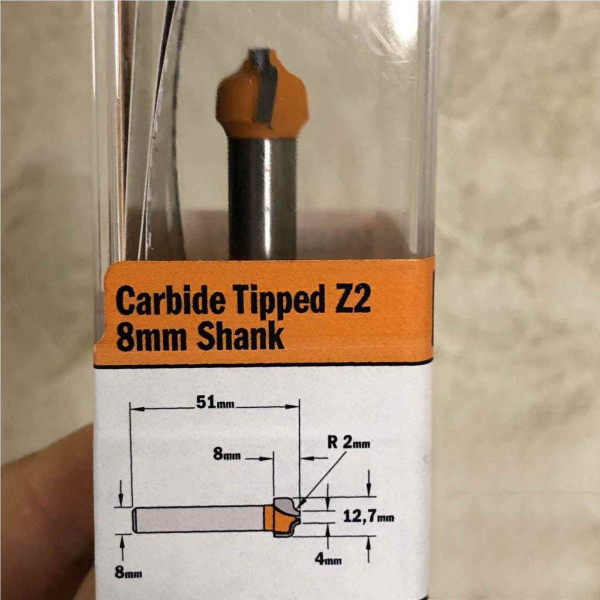 Carbide Tipped Z2
8mm Shank
51mm
R 2mm
8mm
12,7mm
4mm
8mm